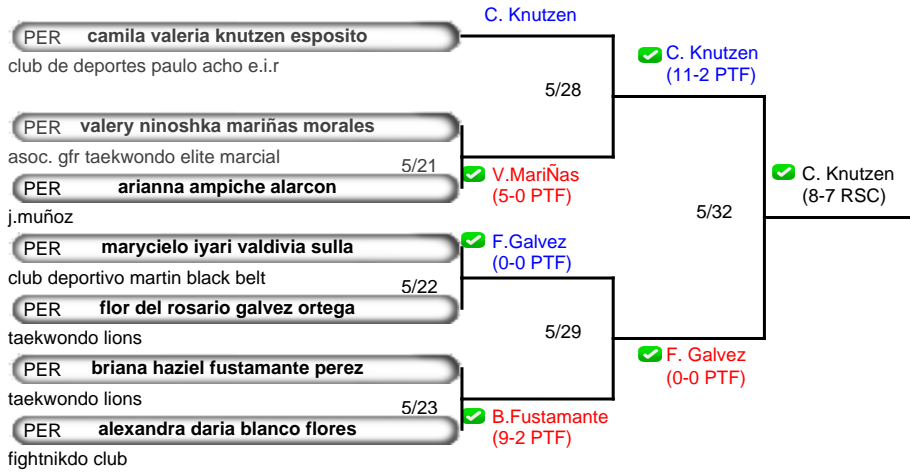 C. Knutzen
PER camila valeria knutzen esposito
club de deportes paulo acho e.i.r
C. Knutzen
(11-2 PTF)
5/28
PER valery ninoshka mariñas morales
asoc. gfr taekwondo elite marcial
5/21
PER arianna ampiche alarcon
j.muñoz
V.MariÑas
(5-0 PTF)
C. Knutzen
(8-7 RSC)
5/32
PER marycielo iyari valdivia sulla
club deportivo martin black belt
F.Galvez
(0-0 PTF)
5/22
PER flor del rosario galvez ortega
taekwondo lions
5/29
F. Galvez
(0-0 PTF)
PER briana haziel fustamante perez
taekwondo lions
5/23
PER alexandra daria blanco flores
fightnikdo club
B.Fustamante
(9-2 PTF)